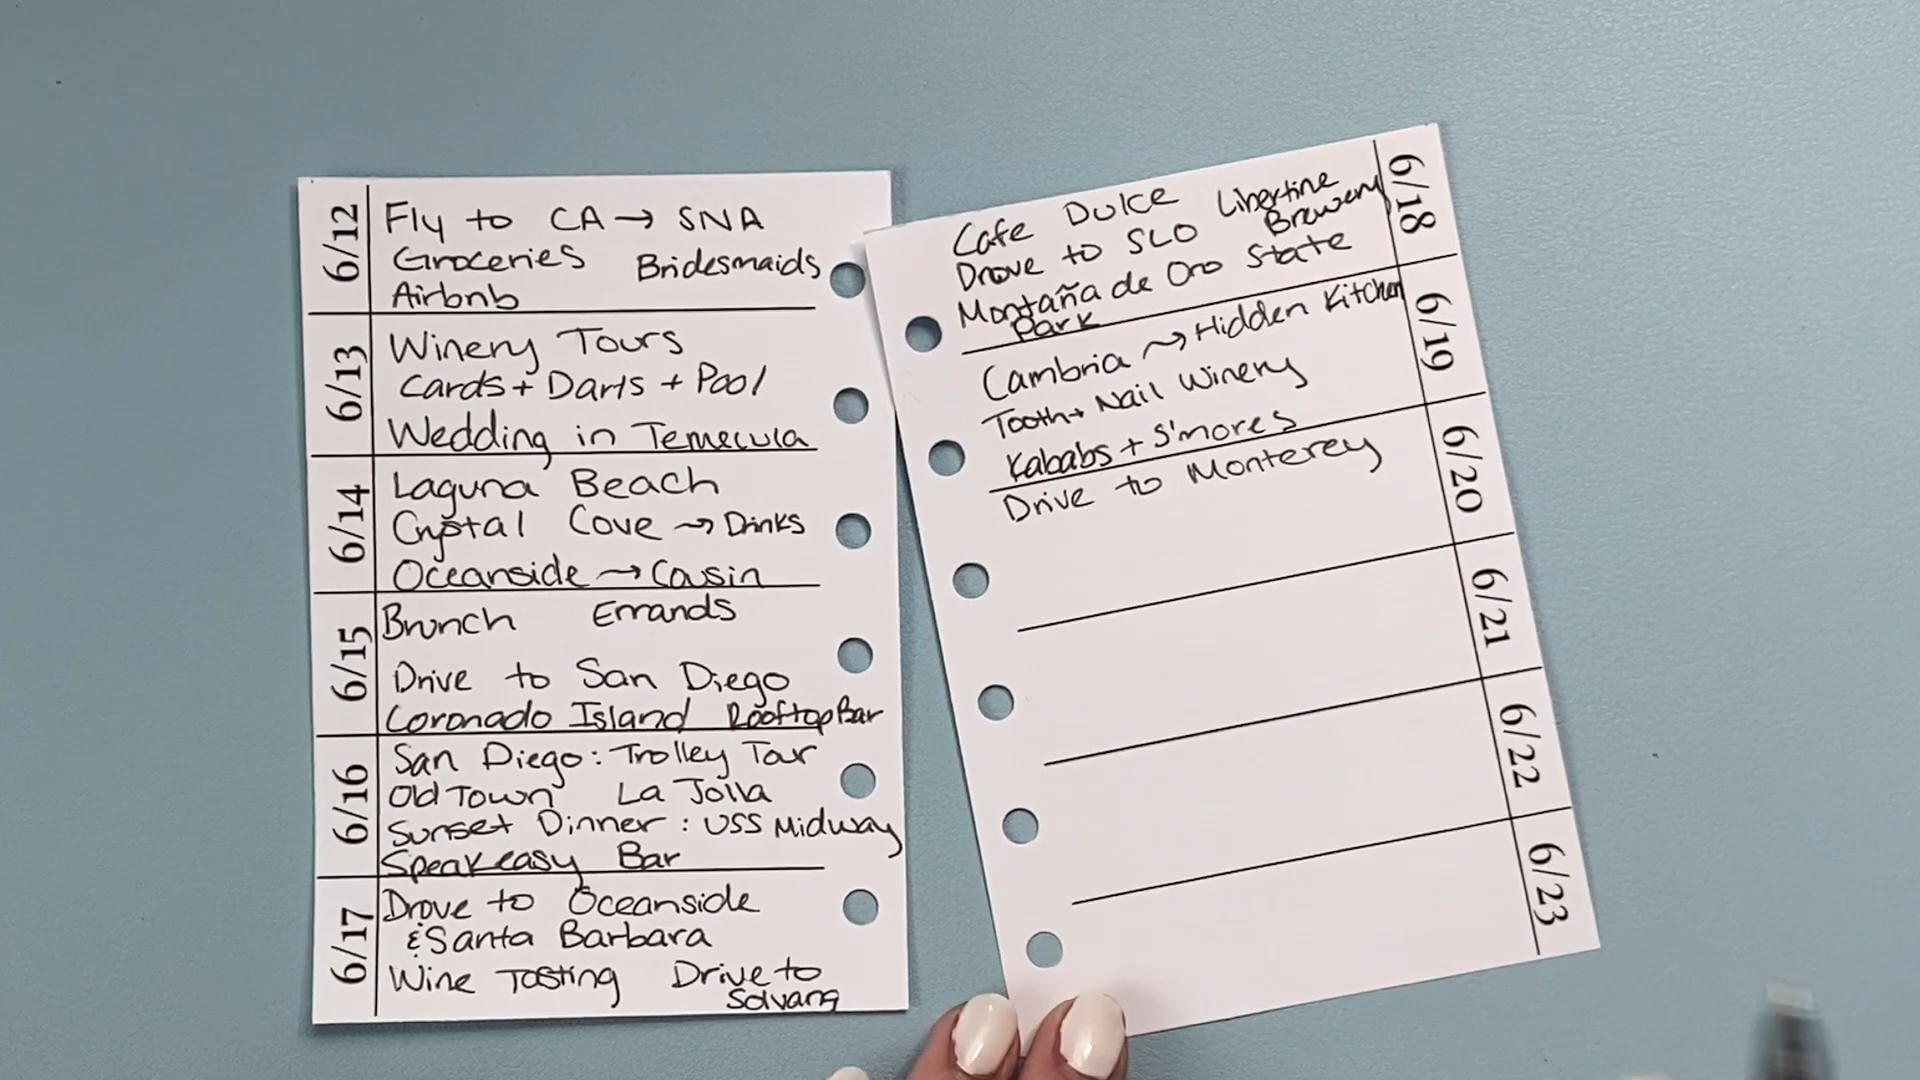 6/12
Fly to CA → SNA
Groceries Bridesmaids
Airbnb
6/13
Winery Tours
Cards + Darts + Pool
Wedding in Temecula
6/14
Laguna Beach
Crystal Cove → Drinks
Oceanside → Cousin
6/15
Brunch Errands
Drive to San Diego
Coronado Island Rooftop Bar
6/16
San Diego: Trolley Tour
Old Town La Jolla
Sunset Dinner: USS Midway
Speakeasy Bar
6/17
Drove to Oceanside
& Santa Barbara
Wine Tasting Drive to
Solvang
6/18
Cafe Dulce
Drove to SLO Libertine
Brewery
Montaña de Oro State
Park
6/19
Cambria → Hidden Kitchen
Tooth + Nail Winery
Kababs + S'mores
6/20
Drive to Monterey
6/21
6/22
6/23